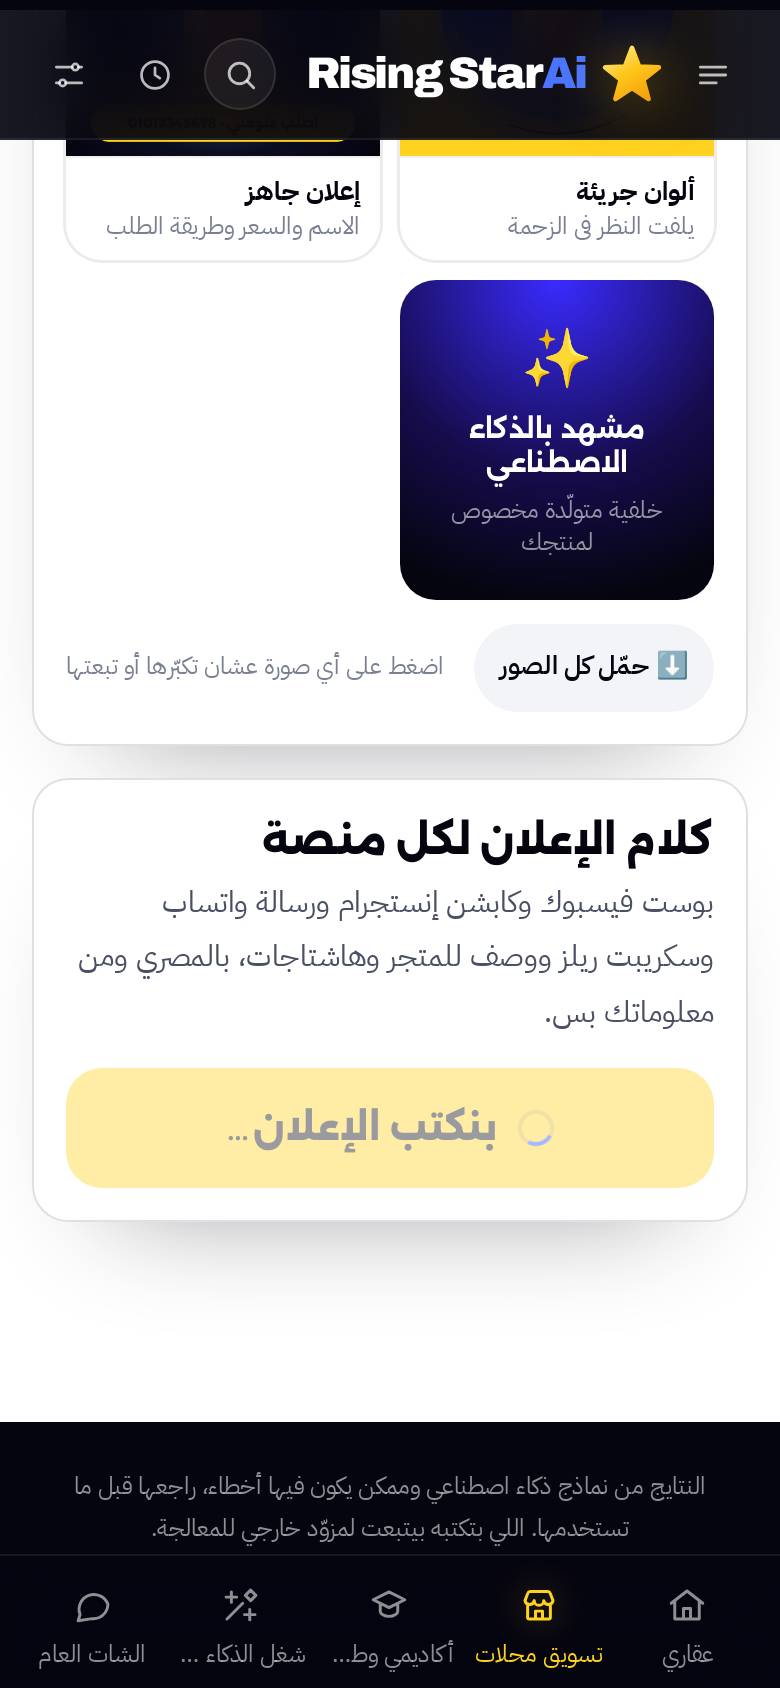 Rising StarAi
اطلب دلوقتي · 01012345678
ألوان جريئة
يلفت النظر في الزحمة
إعلان جاهز
الاسم والسعر وطريقة الطلب
مشهد بالذكاء
الاصطناعي
خلفية متولّدة مخصوص
لمنتجك
حمّل كل الصور
اضغط على أي صورة عشان تكبّرها أو تبعتها
كلام الإعلان لكل منصة
بوست فيسبوك وكابشن إنستجرام ورسالة واتساب
وسكريبت ريلز ووصف للمتجر وهاشتاجات، بالمصري ومن
معلوماتك بس.
بنكتب الإعلان...
النتايج من نماذج ذكاء اصطناعي وممكن يكون فيها أخطاء، راجعها قبل ما
تستخدمها. اللي بتكتبه بيتبعت لمزوّد خارجي للمعالجة.
عقاري
تسويق محلات
أكاديمي وط...
شغل الذكاء ...
الشات العام